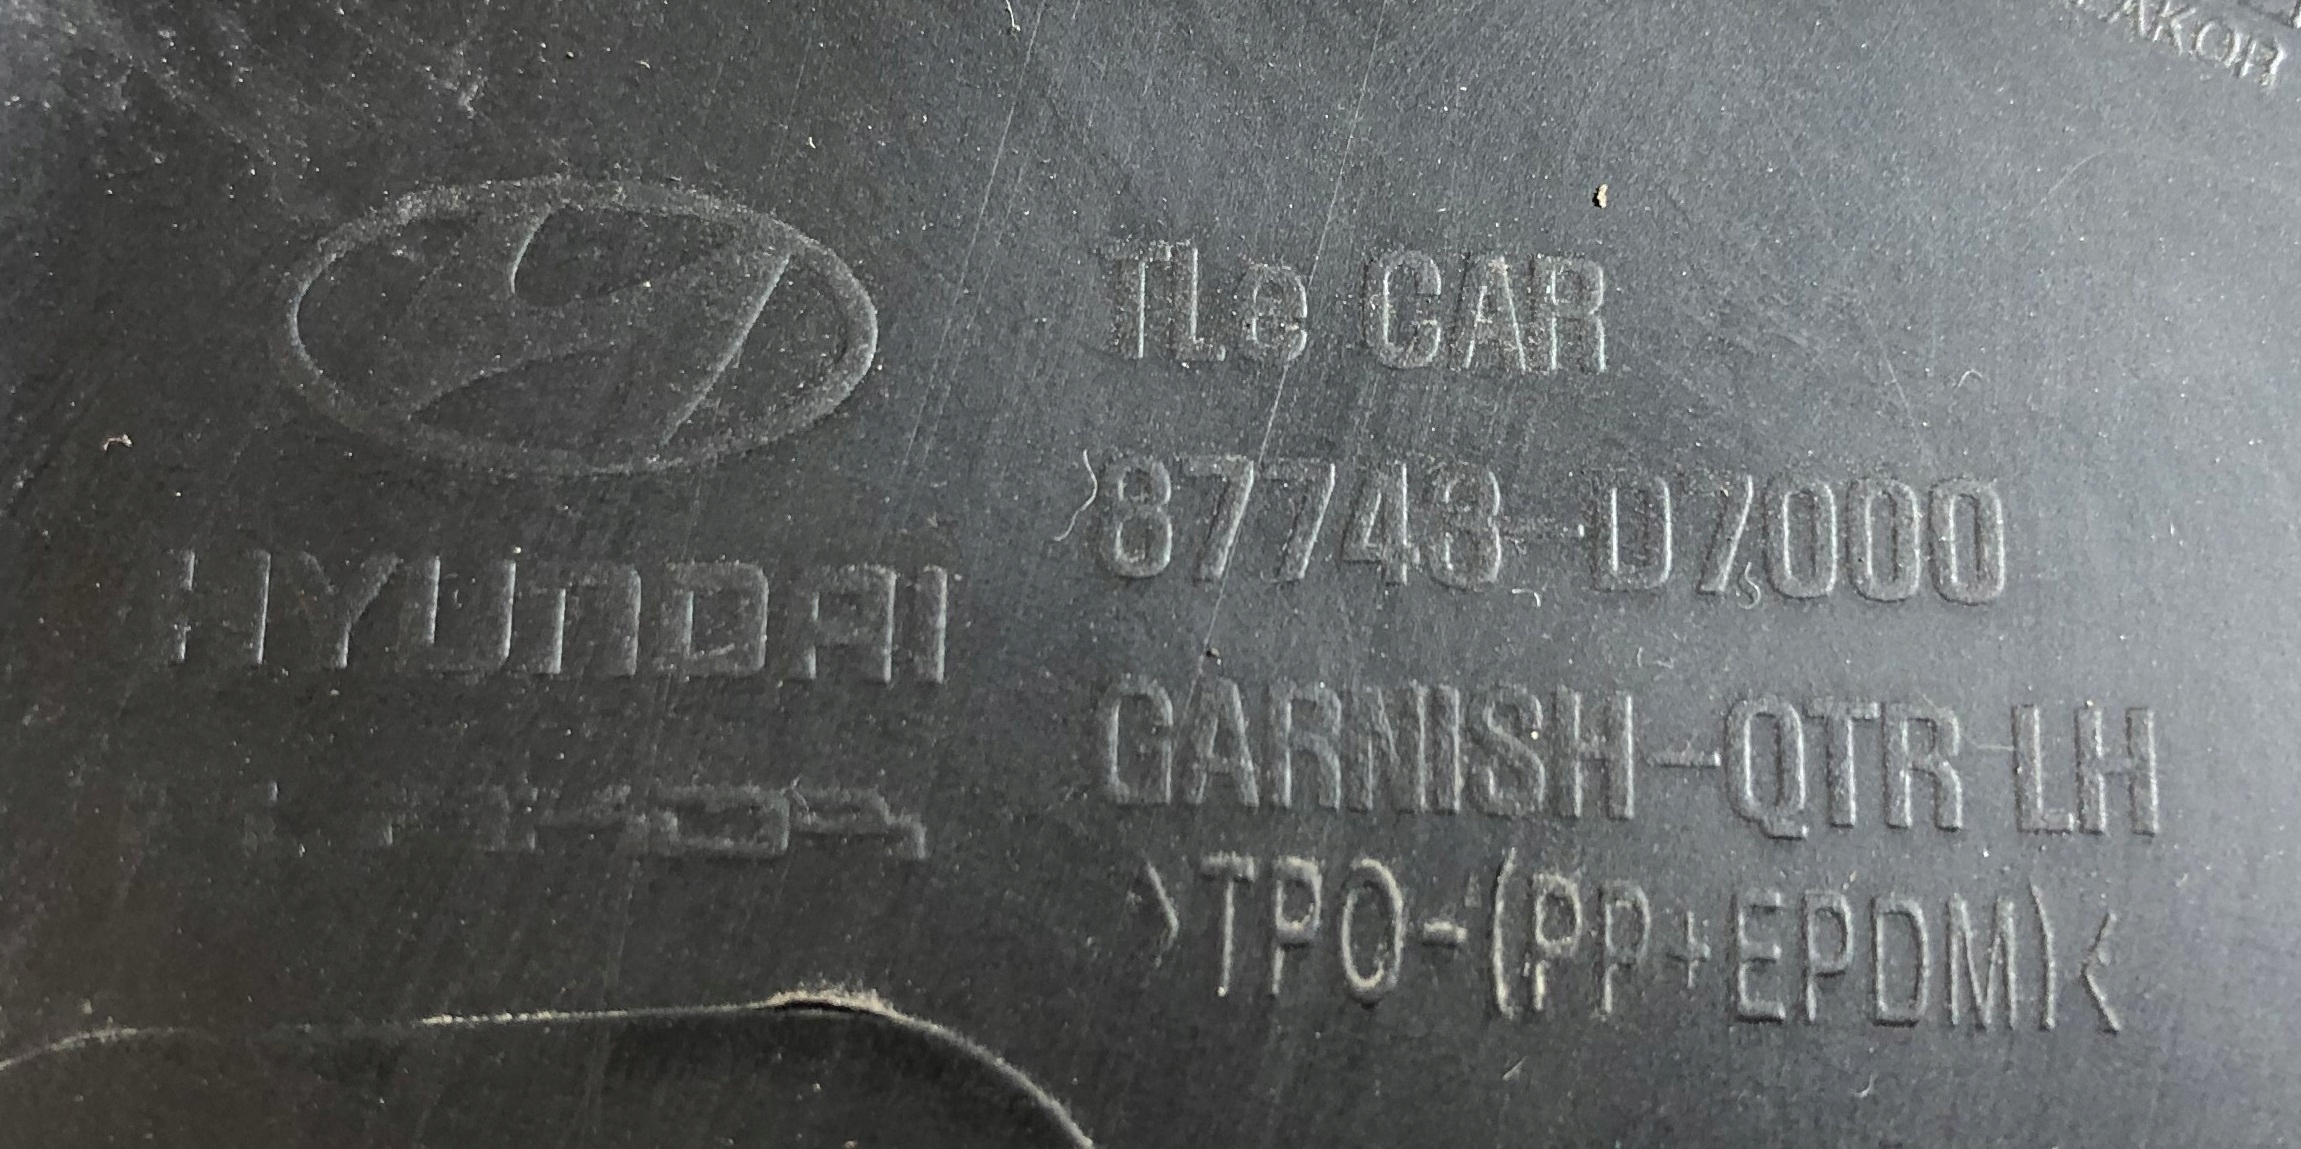 TLe CAR
87743-D7000
HYUNDAI
GARNISH-QTR LH
>TPO-(PP+EPDM)<